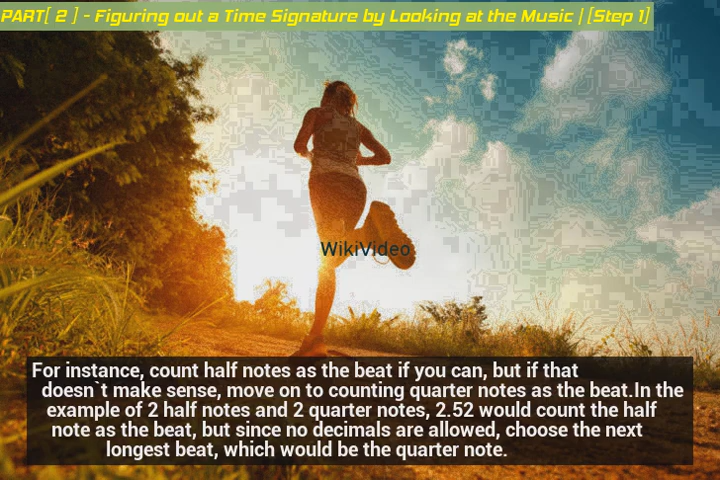 PART[ 2 ] - Figuring out a Time Signature by Looking at the Music | [Step 1]
WikiVideo
For instance, count half notes as the beat if you can, but if that
doesn`t make sense, move on to counting quarter notes as the beat.In the
example of 2 half notes and 2 quarter notes, 2.52 would count the half
note as the beat, but since no decimals are allowed, choose the next
longest beat, which would be the quarter note.